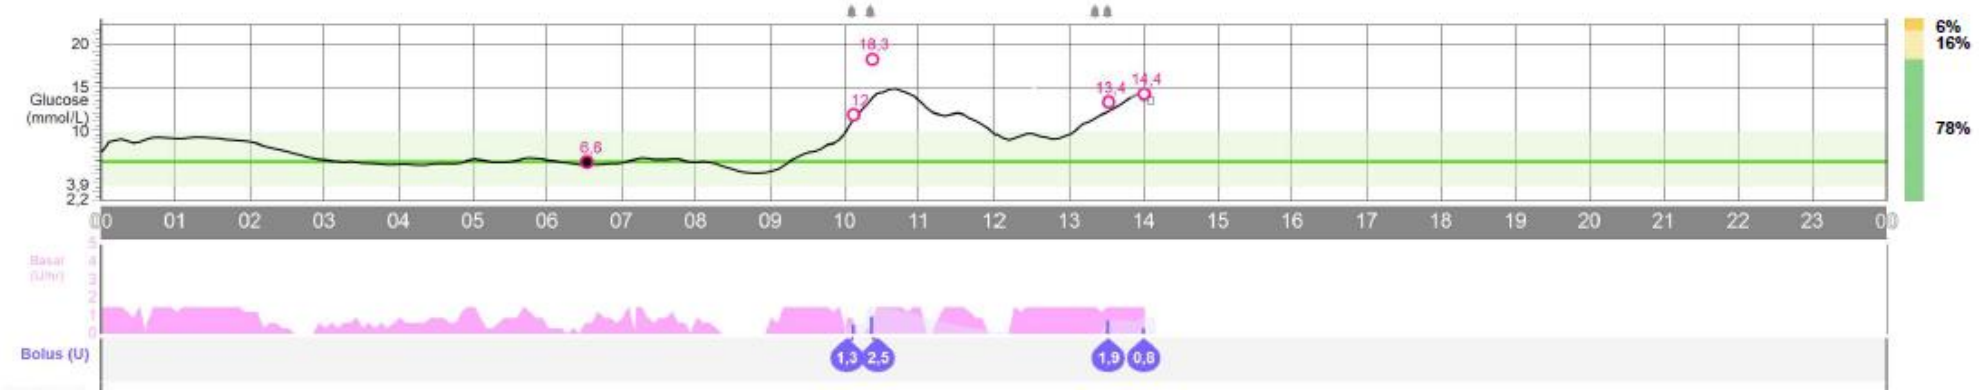 20
18,3
6%
16%
15
14,4
13,4
12
Glucose
(mmol/L)
10
78%
6,6
3,9
2,2
00 01 02 03 04 05 06 07 08 09 10 11 12 13 14 15 16 17 18 19 20 21 22 23 00
5
Basal
(U/hr)
4
3
2
1
0
Bolus (U)
1,3 2,5 1,9 0,8